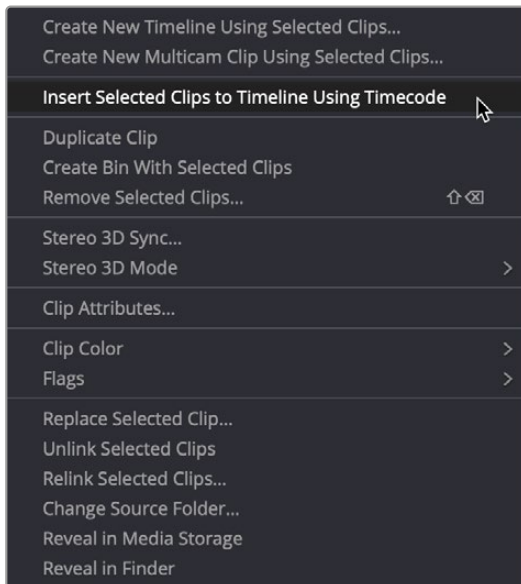 Create New Timeline Using Selected Clips...
Create New Multicam Clip Using Selected Clips...
Insert Selected Clips to Timeline Using Timecode
Duplicate Clip
Create Bin With Selected Clips
Remove Selected Clips... ⇧⌫
Stereo 3D Sync...
Stereo 3D Mode
Clip Attributes...
Clip Color
Flags
Replace Selected Clip...
Unlink Selected Clips
Relink Selected Clips...
Change Source Folder...
Reveal in Media Storage
Reveal in Finder